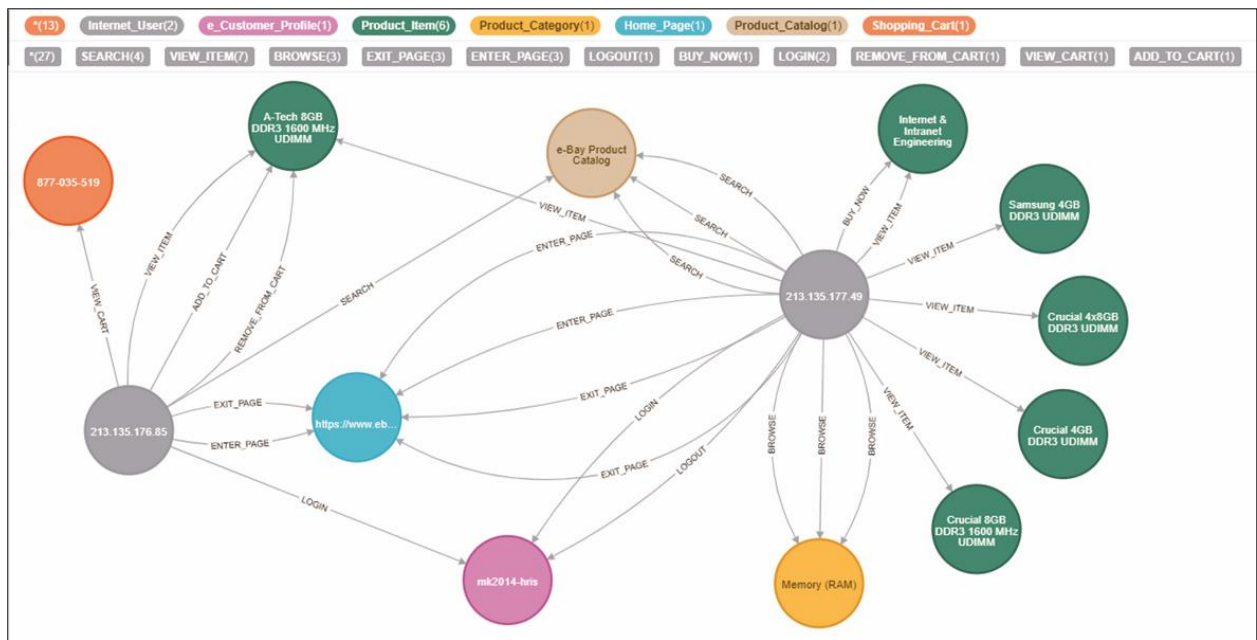 *(13) Internet_User(2) e_Customer_Profile(1) Product_Item(6) Product_Category(1) Home_Page(1) Product_Catalog(1) Shopping_Cart(1)
*(27) SEARCH(4) VIEW_ITEM(7) BROWSE(3) EXIT_PAGE(3) ENTER_PAGE(3) LOGOUT(1) BUY_NOW(1) LOGIN(2) REMOVE_FROM_CART(1) VIEW_CART(1) ADD_TO_CART(1)
A-Tech 8GB
DDR3 1600 MHz
UDIMM
e-Bay Product
Catalog
Internet &
Intranet
Engineering
877-035-519
Samsung 4GB
DDR3 UDIMM
SEARCH
BUY_NOW
VIEW_ITEM
VIEW_ITEM
SEARCH
VIEW_ITEM
ENTER_PAGE
VIEW_ITEM
SEARCH
ADD_TO_CART
213.135.177.49
SEARCH
VIEW_ITEM
Crucial 4x8GB
DDR3 UDIMM
VIEW_CART
REMOVE_FROM_CART
ENTER_PAGE
VIEW_ITEM
EXIT_PAGE
LOGIN
VIEW_ITEM
213.135.176.85
EXIT_PAGE
https://www.eb...
Crucial 4GB
DDR3 UDIMM
ENTER_PAGE
BROWSE
BROWSE
BROWSE
LOGOUT
EXIT_PAGE
LOGIN
Crucial 8GB
DDR3 1600 MHz
UDIMM
mk2014-hris
Memory (RAM)